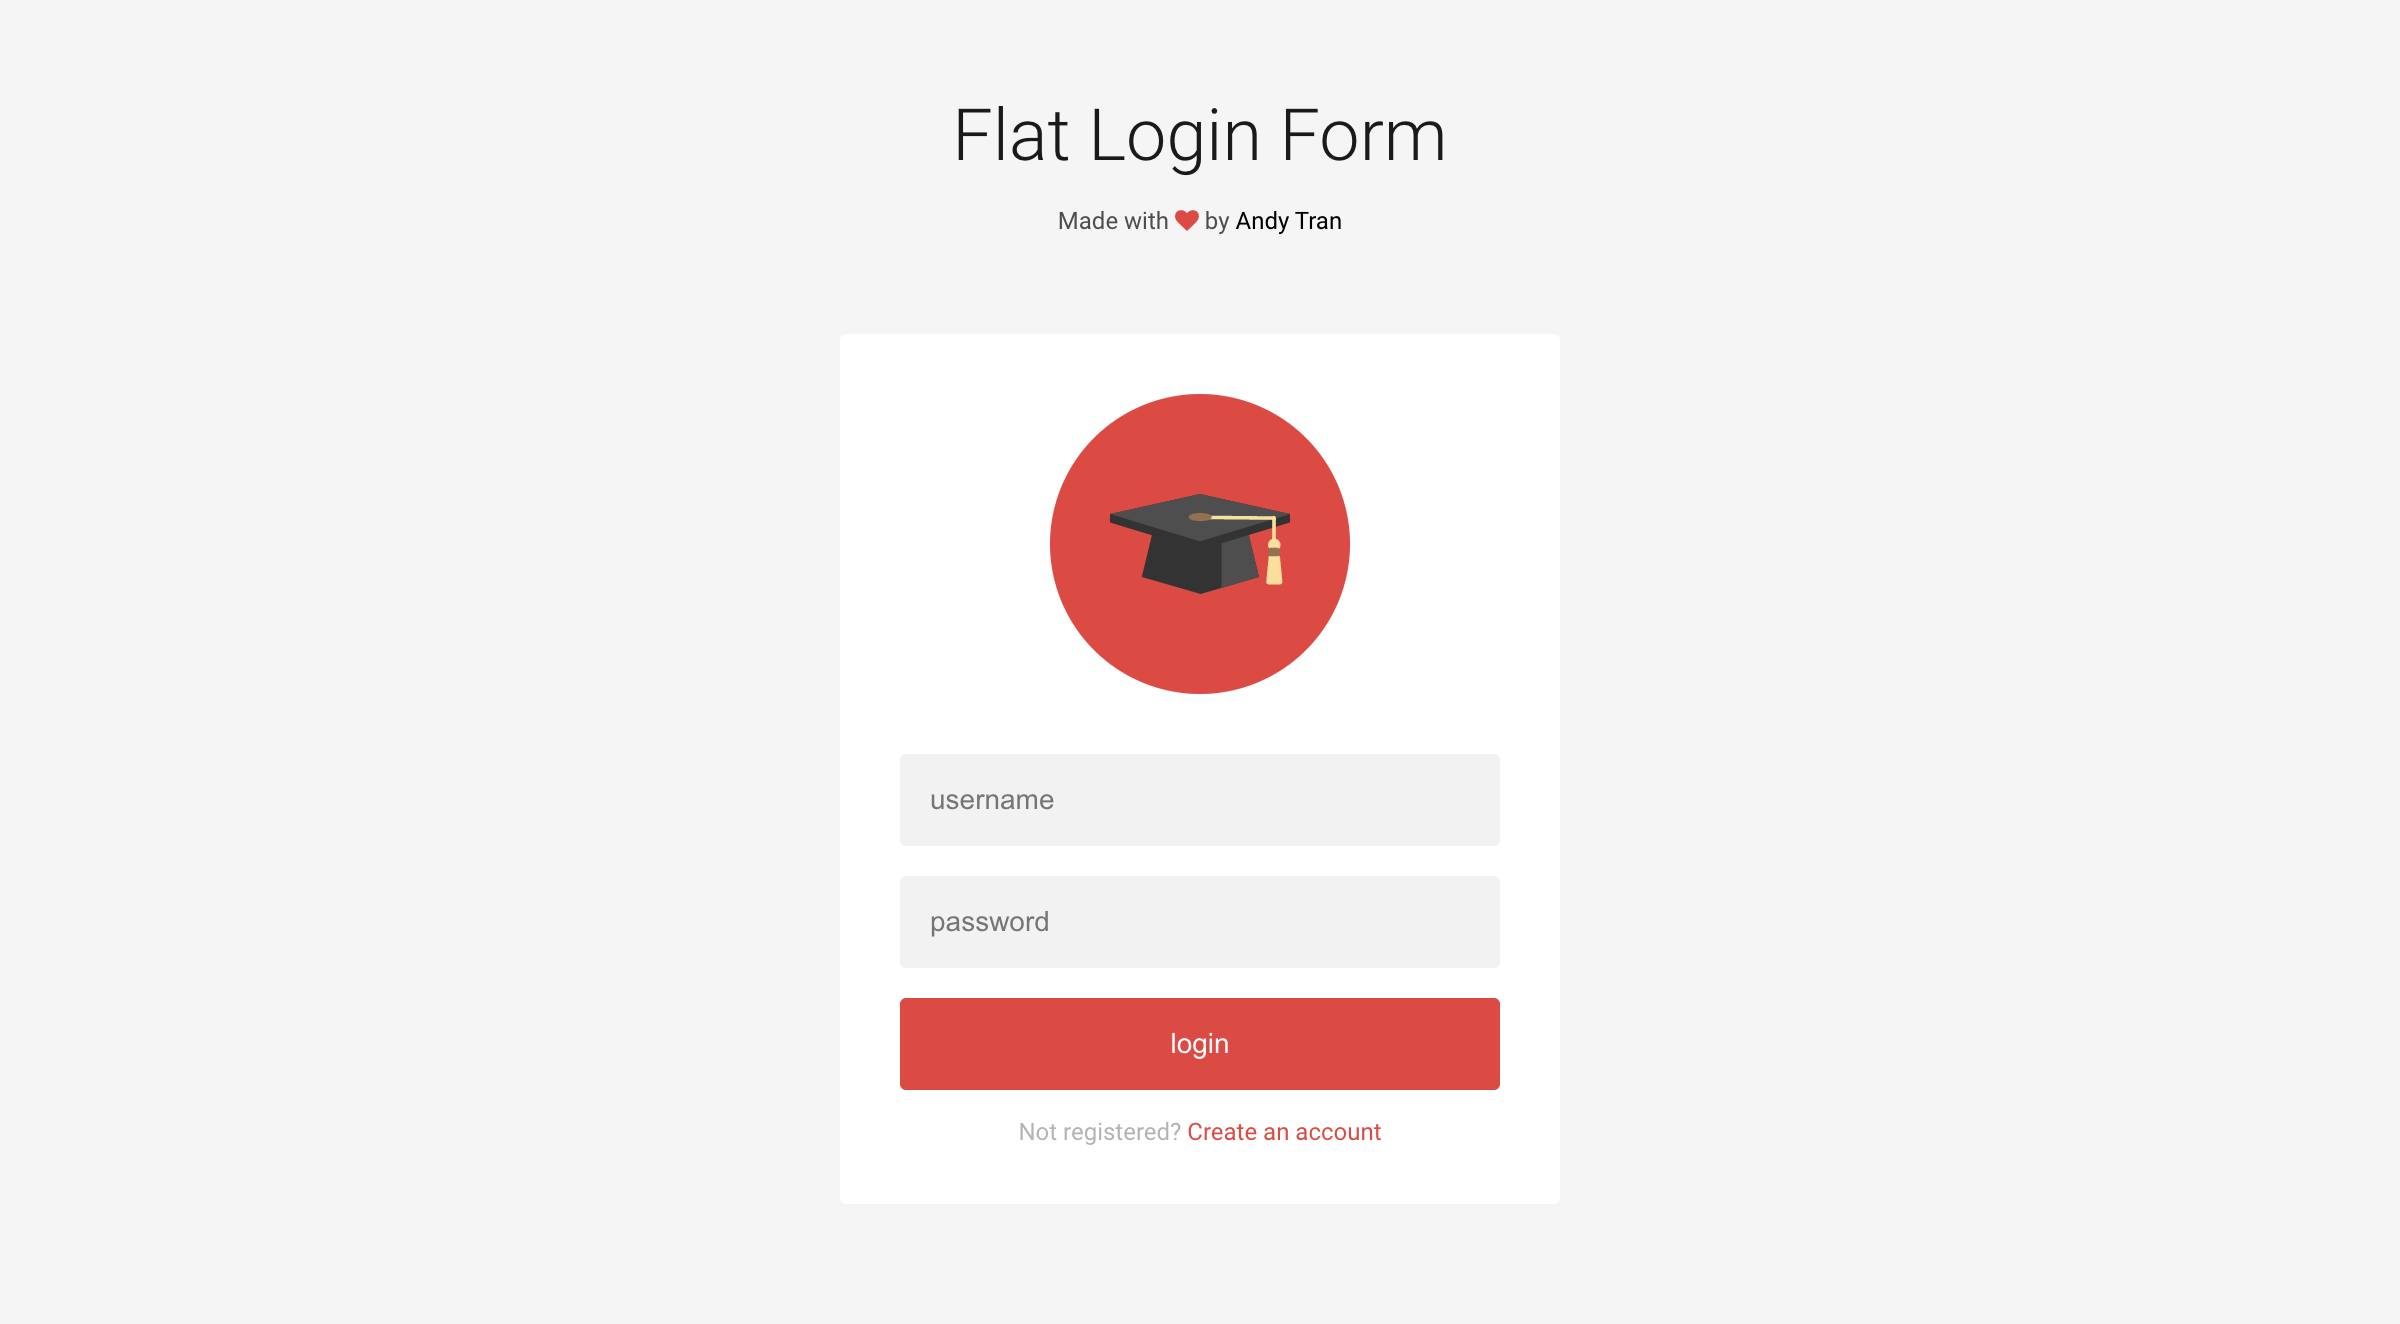 Flat Login Form
Made with ❤ by Andy Tran
username
password
login
Not registered? Create an account